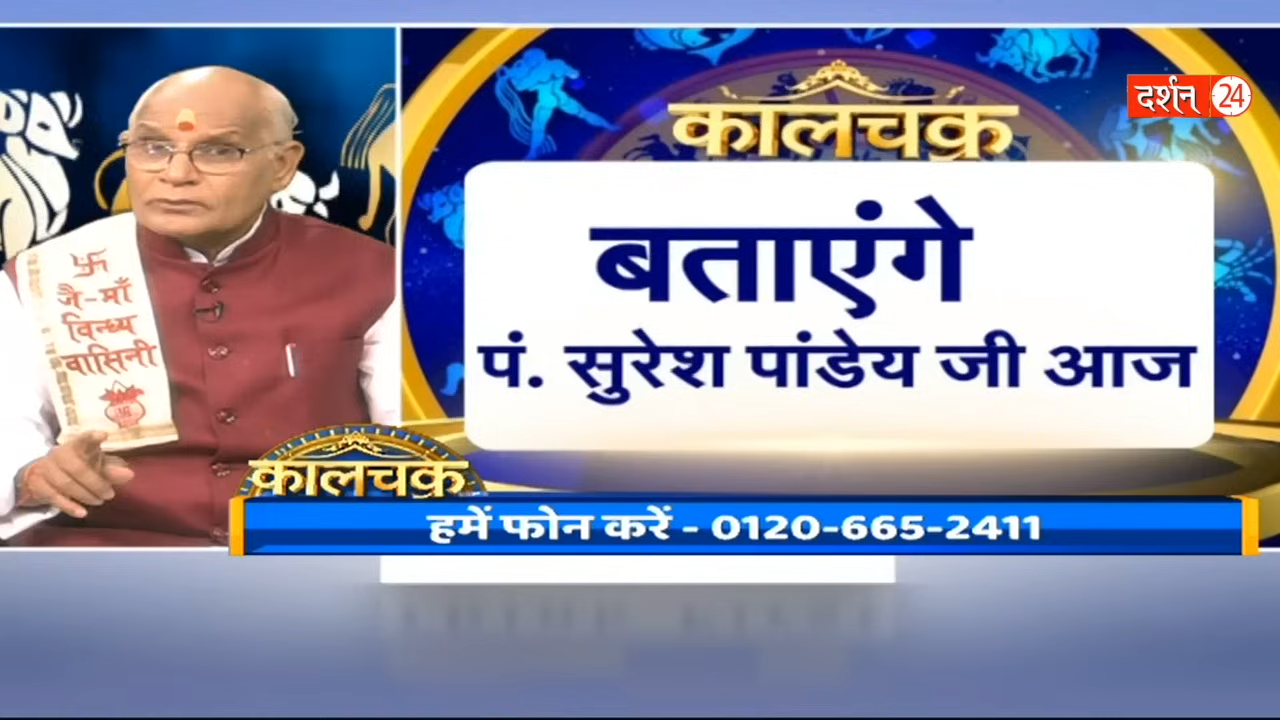 दर्शन 24
कालचक्र
बताएंगे
पं. सुरेश पांडेय जी आज
जै-माँ
विन्ध्य
वासिनी
कालचक्र
हमें फोन करें - 0120-665-2411